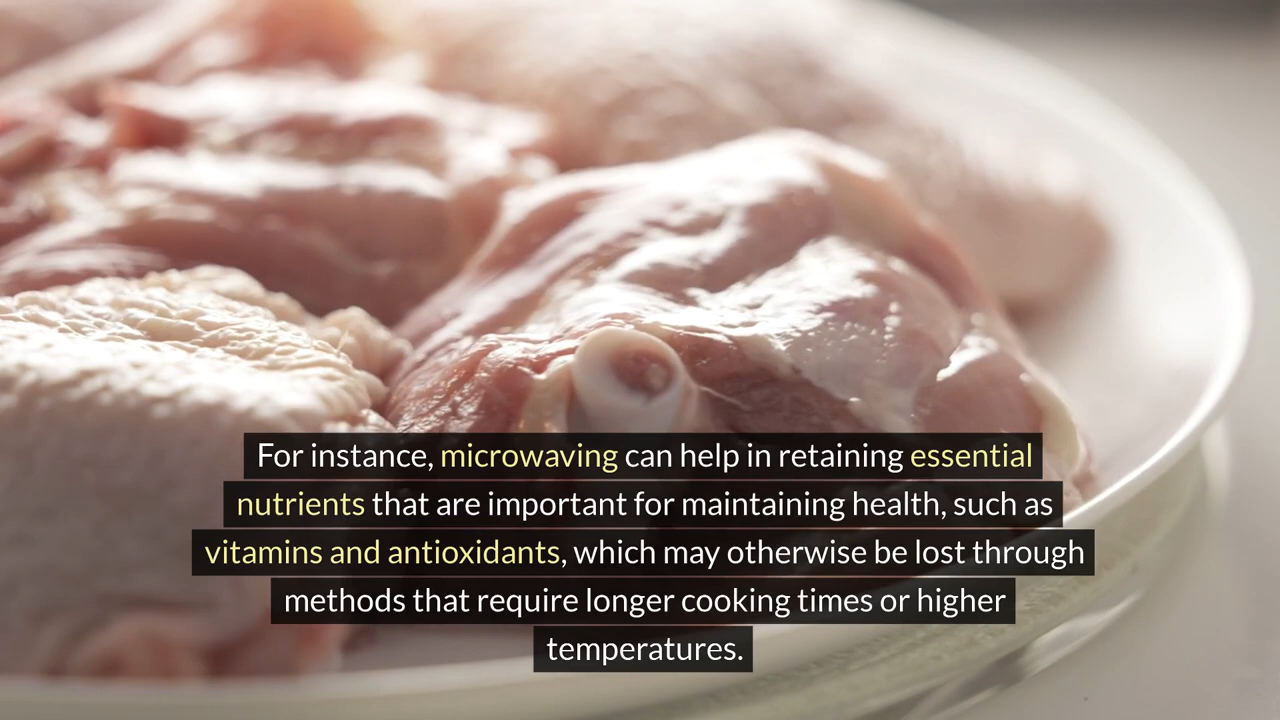 For instance, microwaving can help in retaining essential
nutrients that are important for maintaining health, such as
vitamins and antioxidants, which may otherwise be lost through
methods that require longer cooking times or higher
temperatures.